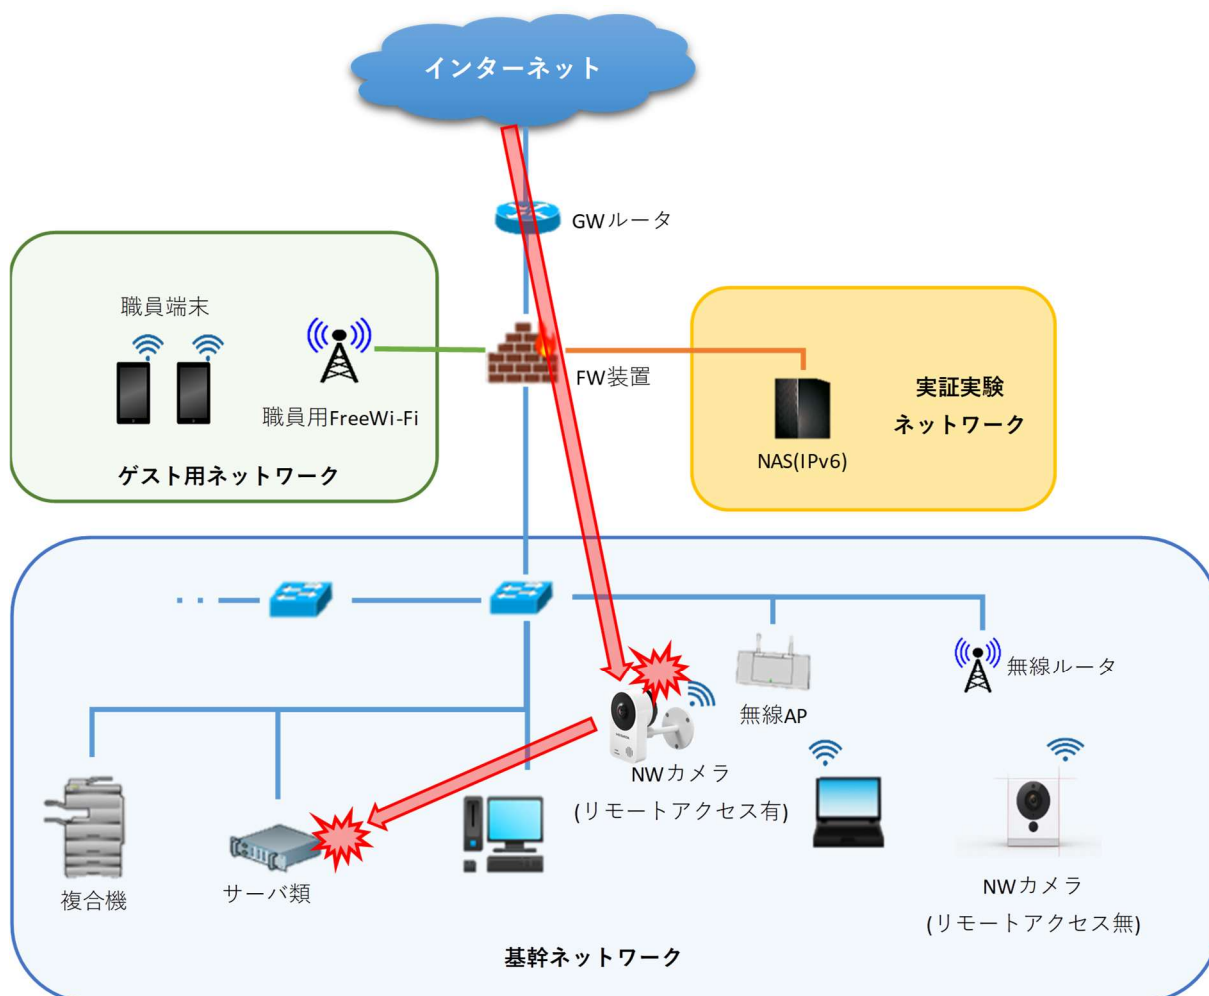 インターネット
GWルータ
職員端末
FW装置
職員用FreeWi-Fi
ゲスト用ネットワーク
実証実験
ネットワーク
NAS(IPv6)
無線ルータ
無線AP
NWカメラ
(リモートアクセス有)
複合機
サーバ類
NWカメラ
(リモートアクセス無)
基幹ネットワーク